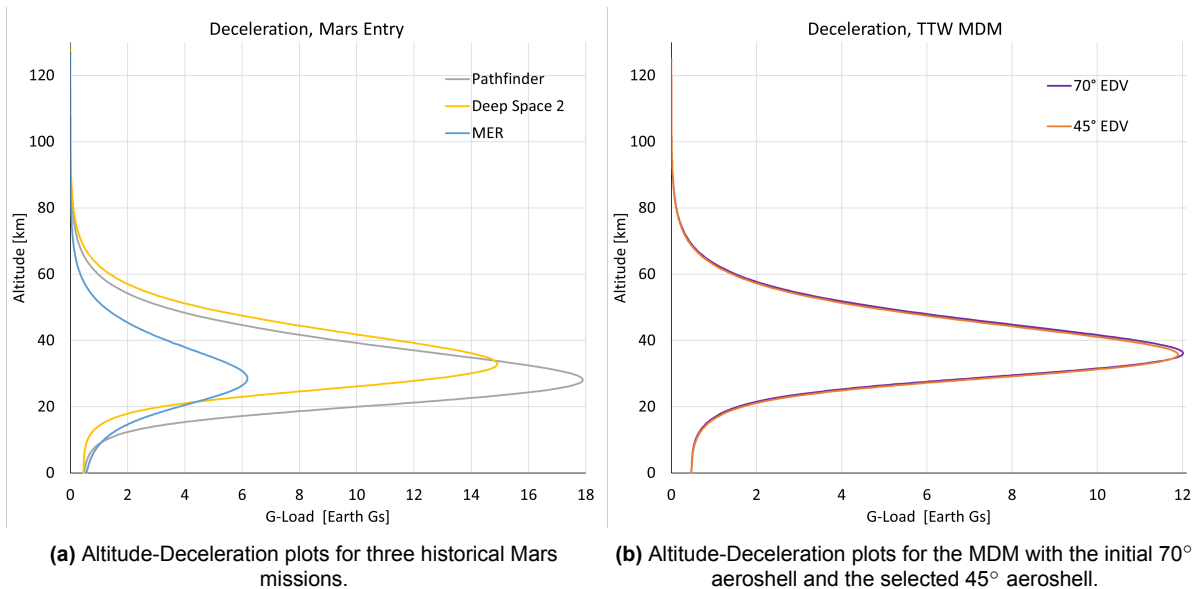 Deceleration, Mars Entry
120
100
80
60
40
20
0
Altitude [km]
Pathfinder
Deep Space 2
MER
0 2 4 6 8 10 12 14 16 18
G-Load [Earth Gs]
(a) Altitude-Deceleration plots for three historical Mars
missions.
Deceleration, TTW MDM
120
100
80
60
40
20
0
Altitude [km]
70° EDV
45° EDV
0 2 4 6 8 10 12
G-Load [Earth Gs]
(b) Altitude-Deceleration plots for the MDM with the initial 70°
aeroshell and the selected 45° aeroshell.